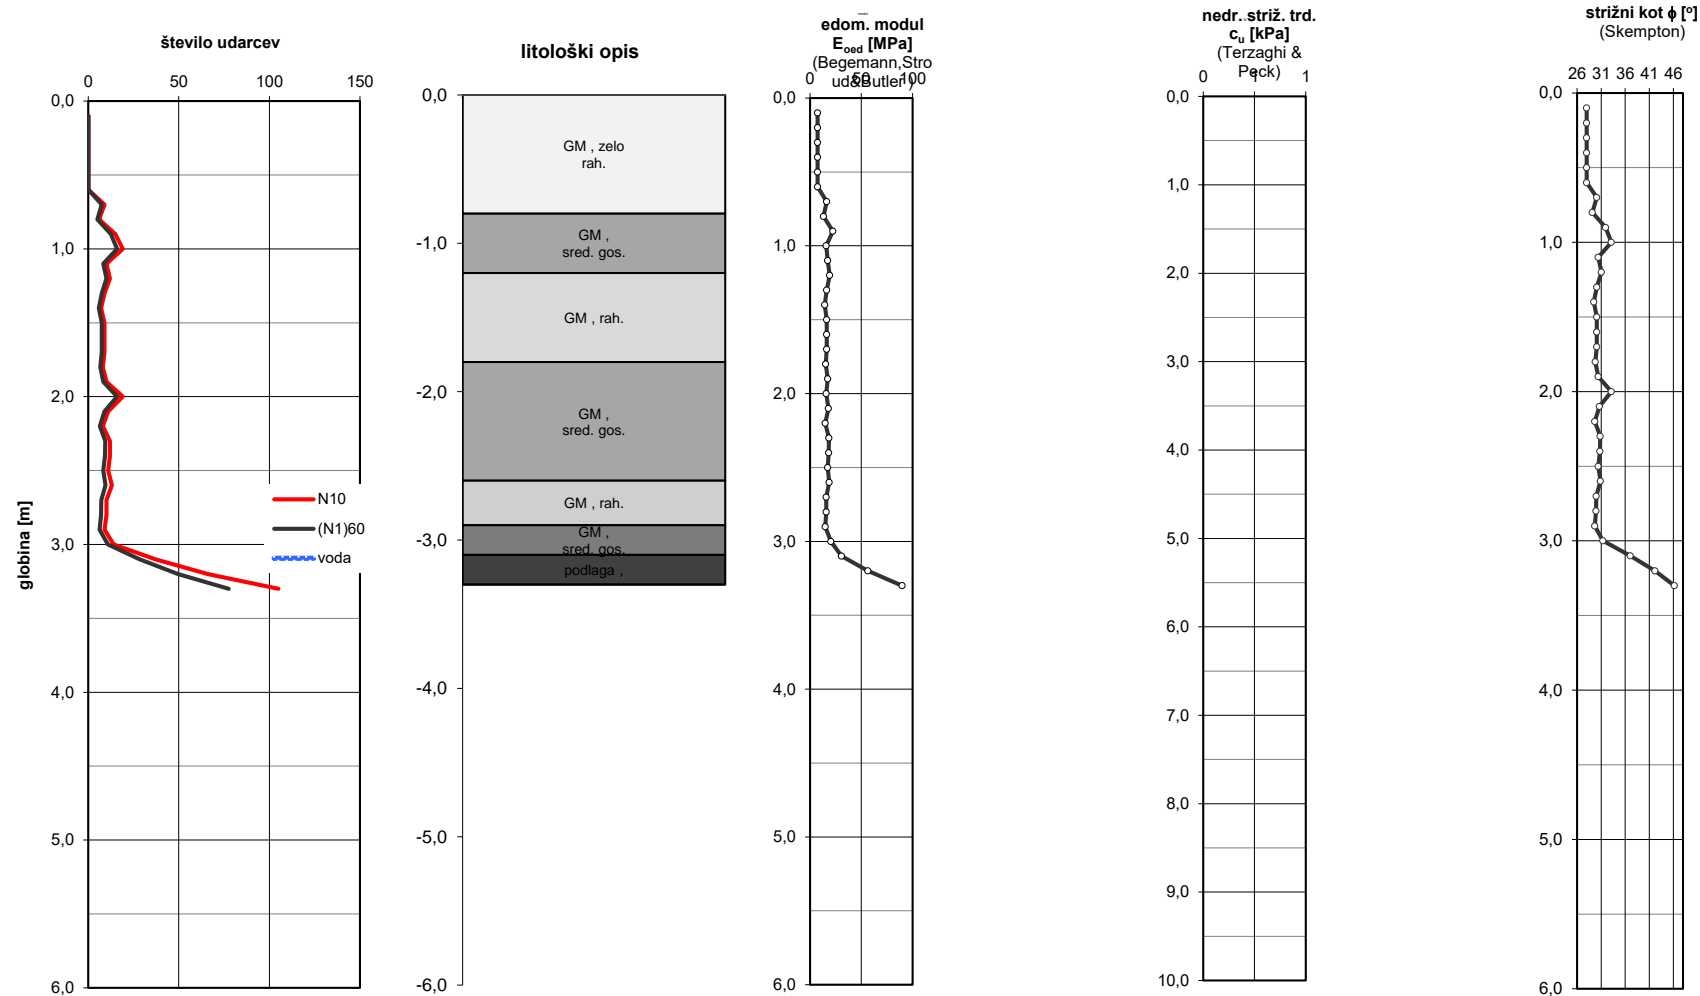 število udarcev
0 50 100 150
0,0
1,0
2,0
3,0
4,0
5,0
6,0
globina [m]
N10
(N1)60
voda
litološki opis
0,0
-1,0
-2,0
-3,0
-4,0
-5,0
-6,0
GM , zelo
rah.
GM ,
sred. gos.
GM , rah.
GM ,
sred. gos.
GM , rah.
GM ,
sred. gos.
podlaga ,
edom. modul
Eoed [MPa]
(Begemann,Stro
ud&Butler)
0 50 100
0,0
1,0
2,0
3,0
4,0
5,0
6,0
nedr. striž. trd.
cu [kPa]
(Terzaghi &
Peck)
0 1 1
0,0
1,0
2,0
3,0
4,0
5,0
6,0
7,0
8,0
9,0
10,0
strižni kot ϕ [º]
(Skempton)
26 31 36 41 46
0,0
1,0
2,0
3,0
4,0
5,0
6,0